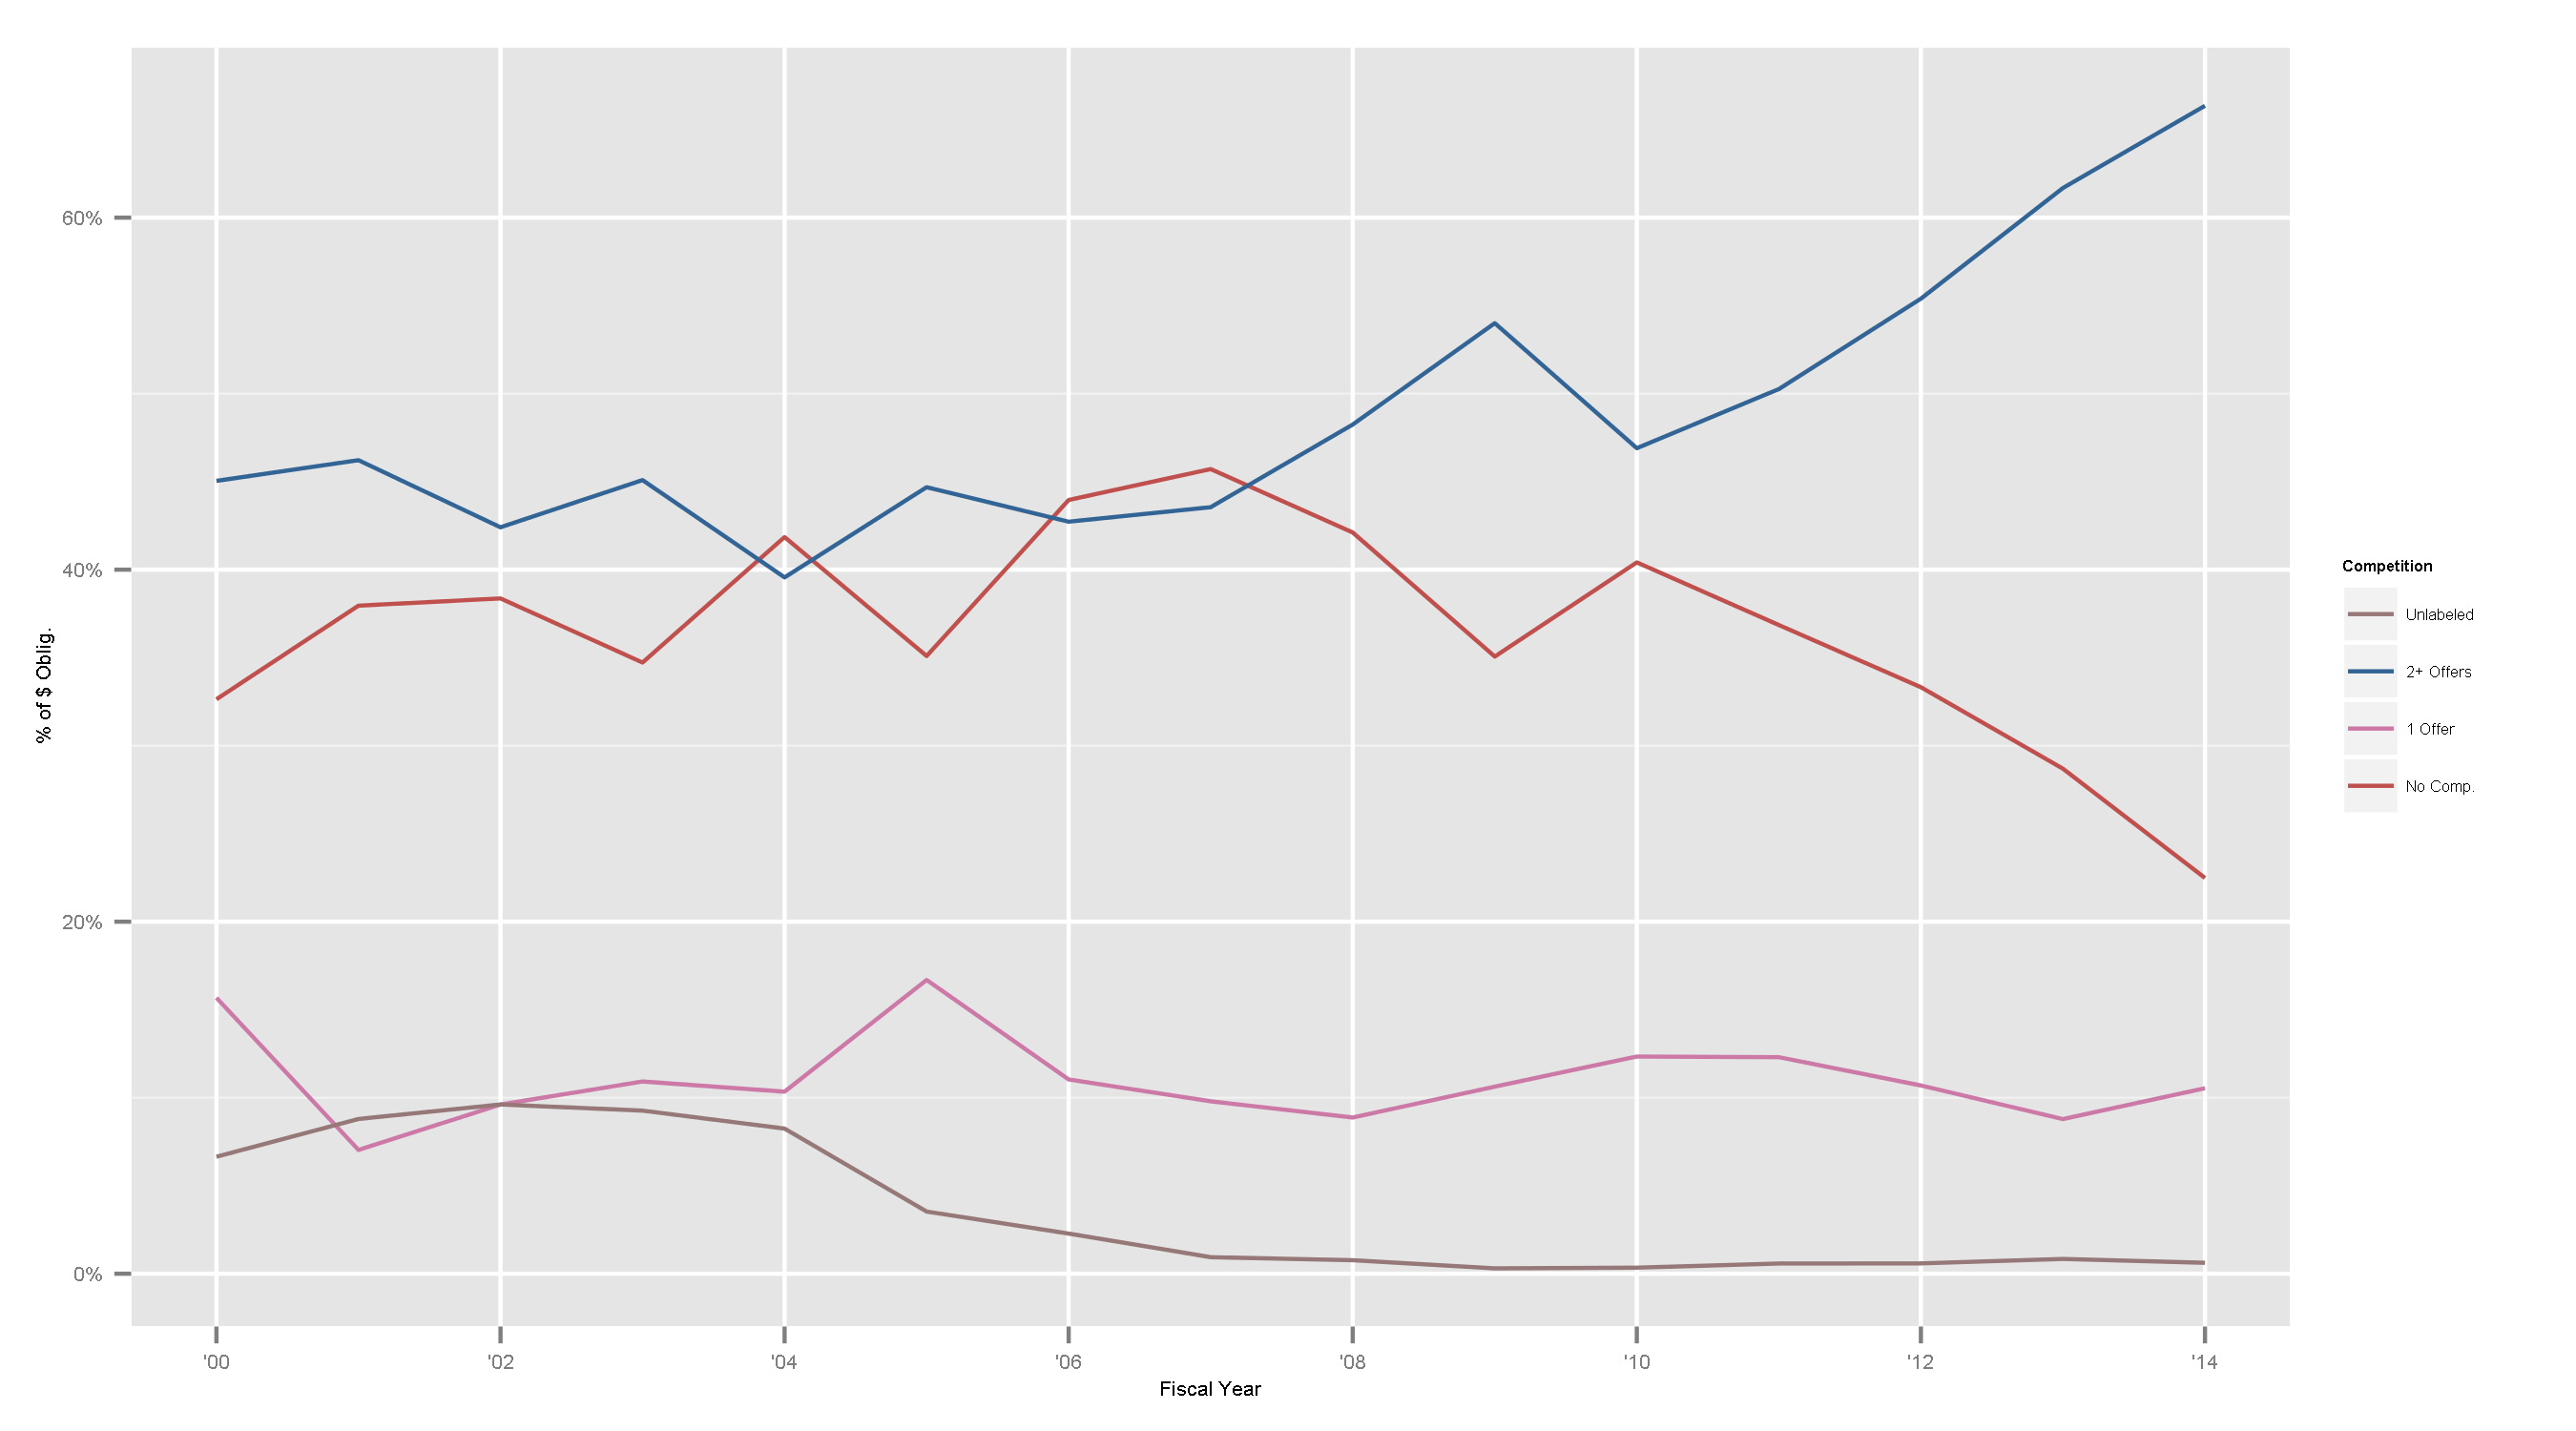 60%
40%
20%
0%
% of $ Oblig.
'00 '02 '04 '06 '08 '10 '12 '14
Fiscal Year
Competition
Unlabeled
2+ Offers
1 Offer
No Comp.